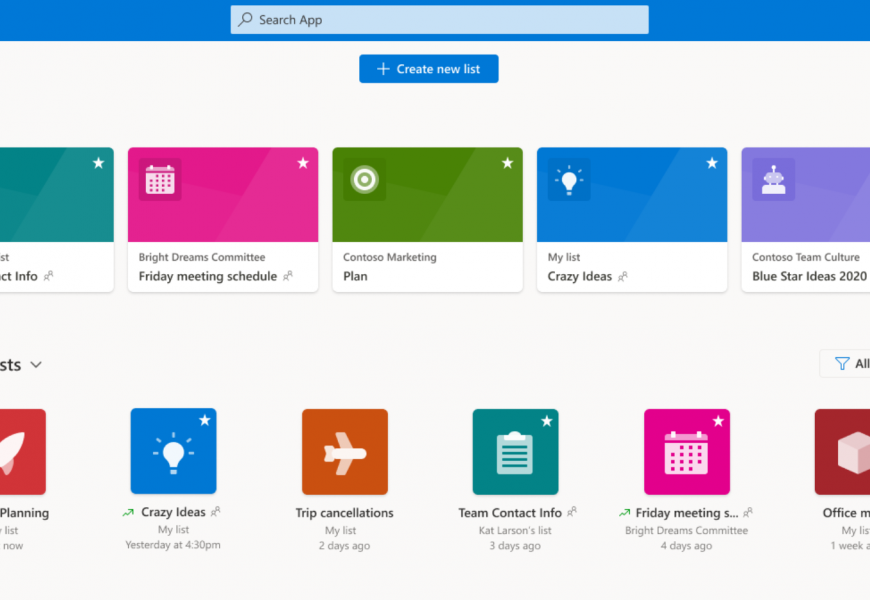 Search App
Create new list
st
ct Info
Bright Dreams Committee
Friday meeting schedule
Contoso Marketing
Plan
My list
Crazy Ideas
Contoso Team Culture
Blue Star Ideas 2020
sts
All
Planning
list
now
Crazy Ideas
My list
Yesterday at 4:30pm
Trip cancellations
My list
2 days ago
Team Contact Info
Kat Larson's list
3 days ago
Friday meeting s...
Bright Dreams Committee
4 days ago
Office m
My lis
1 week a